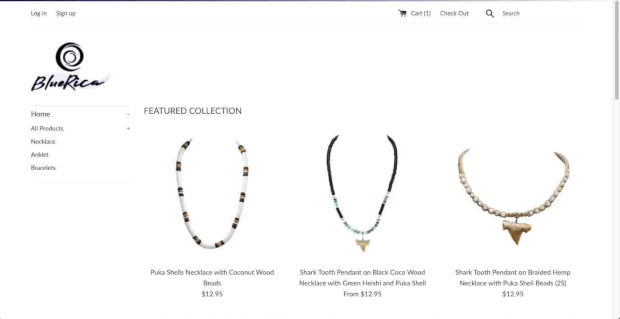 Log in Sign up
Cart (1) Check Out Search
BlueRica
Home -
All Products +
Necklace
Anklet
Bracelets
FEATURED COLLECTION
Puka Shells Necklace with Coconut Wood
Beads
$12.95
Shark Tooth Pendant on Black Coco Wood
Necklace with Green Heishi and Puka Shell
From $12.95
Shark Tooth Pendant on Braided Hemp
Necklace with Puka Shell Beads (2S)
$12.95